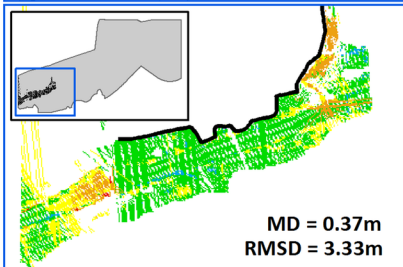 MD = 0.37m
RMSD = 3.33m